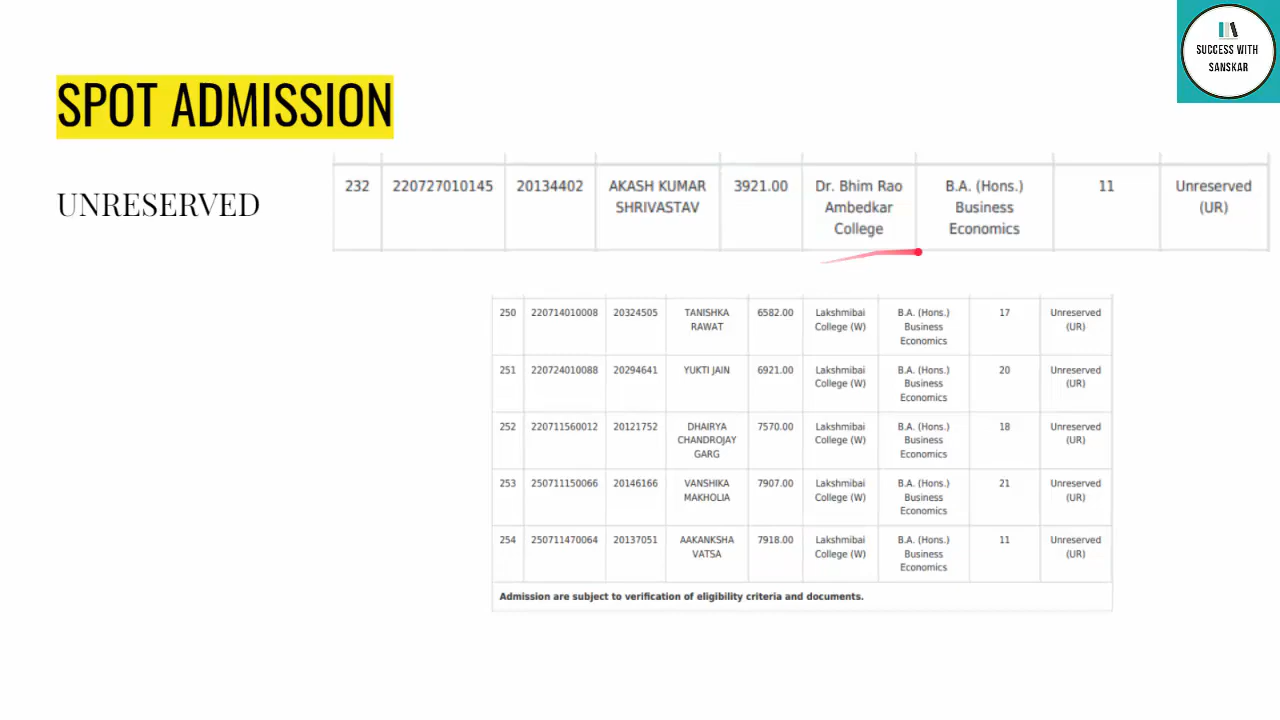 SUCCESS WITH
SANSKAR
SPOT ADMISSION
UNRESERVED
232 220727010145 20134402 AKASH KUMAR 3921.00 Dr. Bhim Rao B.A. (Hons.) 11 Unreserved
SHRIVASTAV Ambedkar Business (UR)
College Economics
250 220714010008 20324505 TANISHKA 6582.00 Lakshmibai B.A. (Hons.) 17 Unreserved
RAWAT College (W) Business (UR)
Economics
251 220724010088 20294641 YUKTI JAIN 6921.00 Lakshmibai B.A. (Hons.) 20 Unreserved
College (W) Business (UR)
Economics
252 220711560012 20121752 DHAIRYA 7570.00 Lakshmibai B.A. (Hons.) 18 Unreserved
CHANDROJAY College (W) Business (UR)
GARG Economics
253 250711150066 20146166 VANSHIKA 7907.00 Lakshmibai B.A. (Hons.) 21 Unreserved
MAKHOLIA College (W) Business (UR)
Economics
254 250711470064 20137051 AAKANKSHA 7918.00 Lakshmibai B.A. (Hons.) 11 Unreserved
VATSA College (W) Business (UR)
Economics
Admission are subject to verification of eligibility criteria and documents.